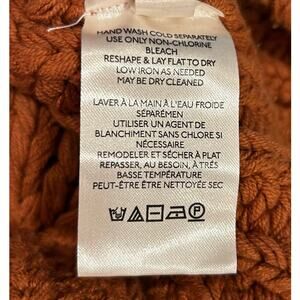 HAND WASH COLD SEPARATELY
USE ONLY NON-CHLORINE
BLEACH
RESHAPE & LAY FLAT TO DRY
LOW IRON AS NEEDED
MAY BE DRY CLEANED
LAVER À LA MAIN À L'EAU FROIDE
SÉPARÉMEN
UTILISER UN AGENT DE
BLANCHIMENT SANS CHLORE SI
NÉCESSAIRE
REMODELER ET SÉCHER À PLAT
REPASSER, AU BESOIN, À TRÈS
BASSE TEMPÉRATURE
PEUT-ÊTRE ÊTRE NETTOYÉE SEC
P